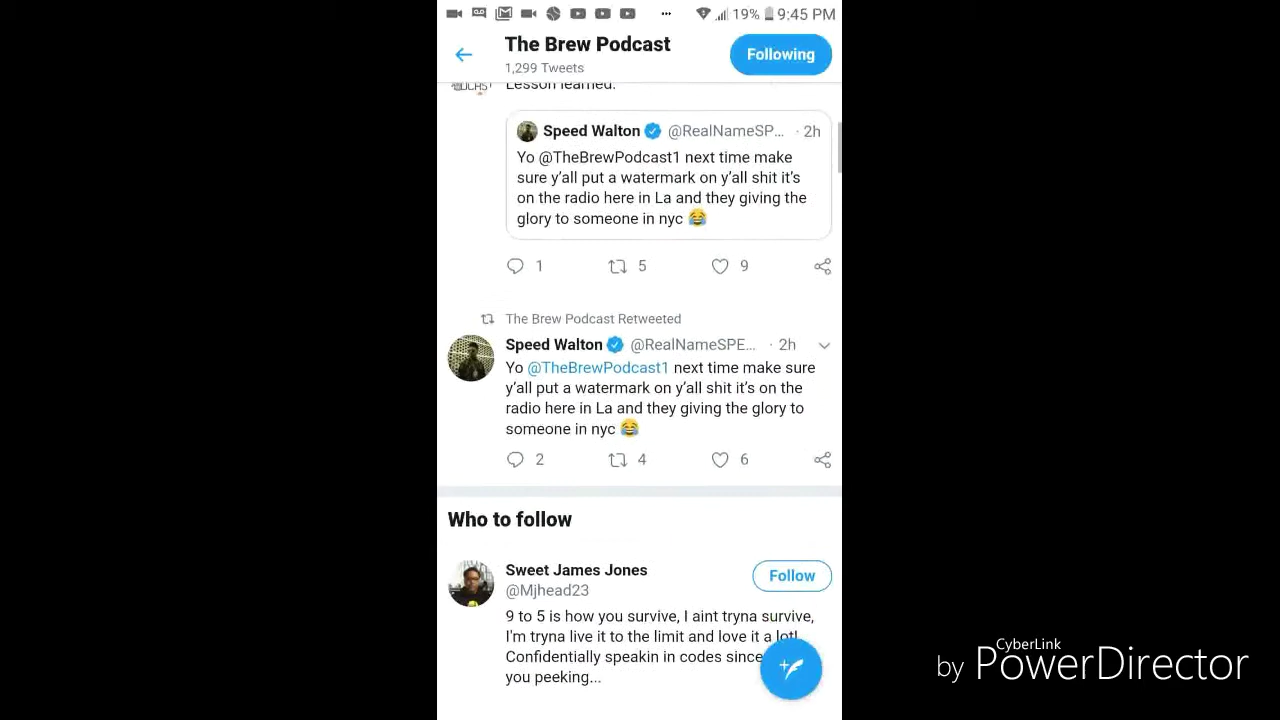 19% 9:45 PM
The Brew Podcast
1,299 Tweets
Following
Lesson learned.
Speed Walton @RealNameSP... · 2h
Yo @TheBrewPodcast1 next time make
sure y’all put a watermark on y’all shit it’s
on the radio here in La and they giving the
glory to someone in nyc 😂
1 5 9
The Brew Podcast Retweeted
Speed Walton @RealNameSPE... · 2h
Yo @TheBrewPodcast1 next time make sure
y’all put a watermark on y’all shit it’s on the
radio here in La and they giving the glory to
someone in nyc 😂
2 4 6
Who to follow
Sweet James Jones
@Mjhead23
Follow
9 to 5 is how you survive, I aint tryna survive,
I'm tryna live it to the limit and love it a lot!
Confidentially speakin in codes since
you peeking...
CyberLink
by PowerDirector